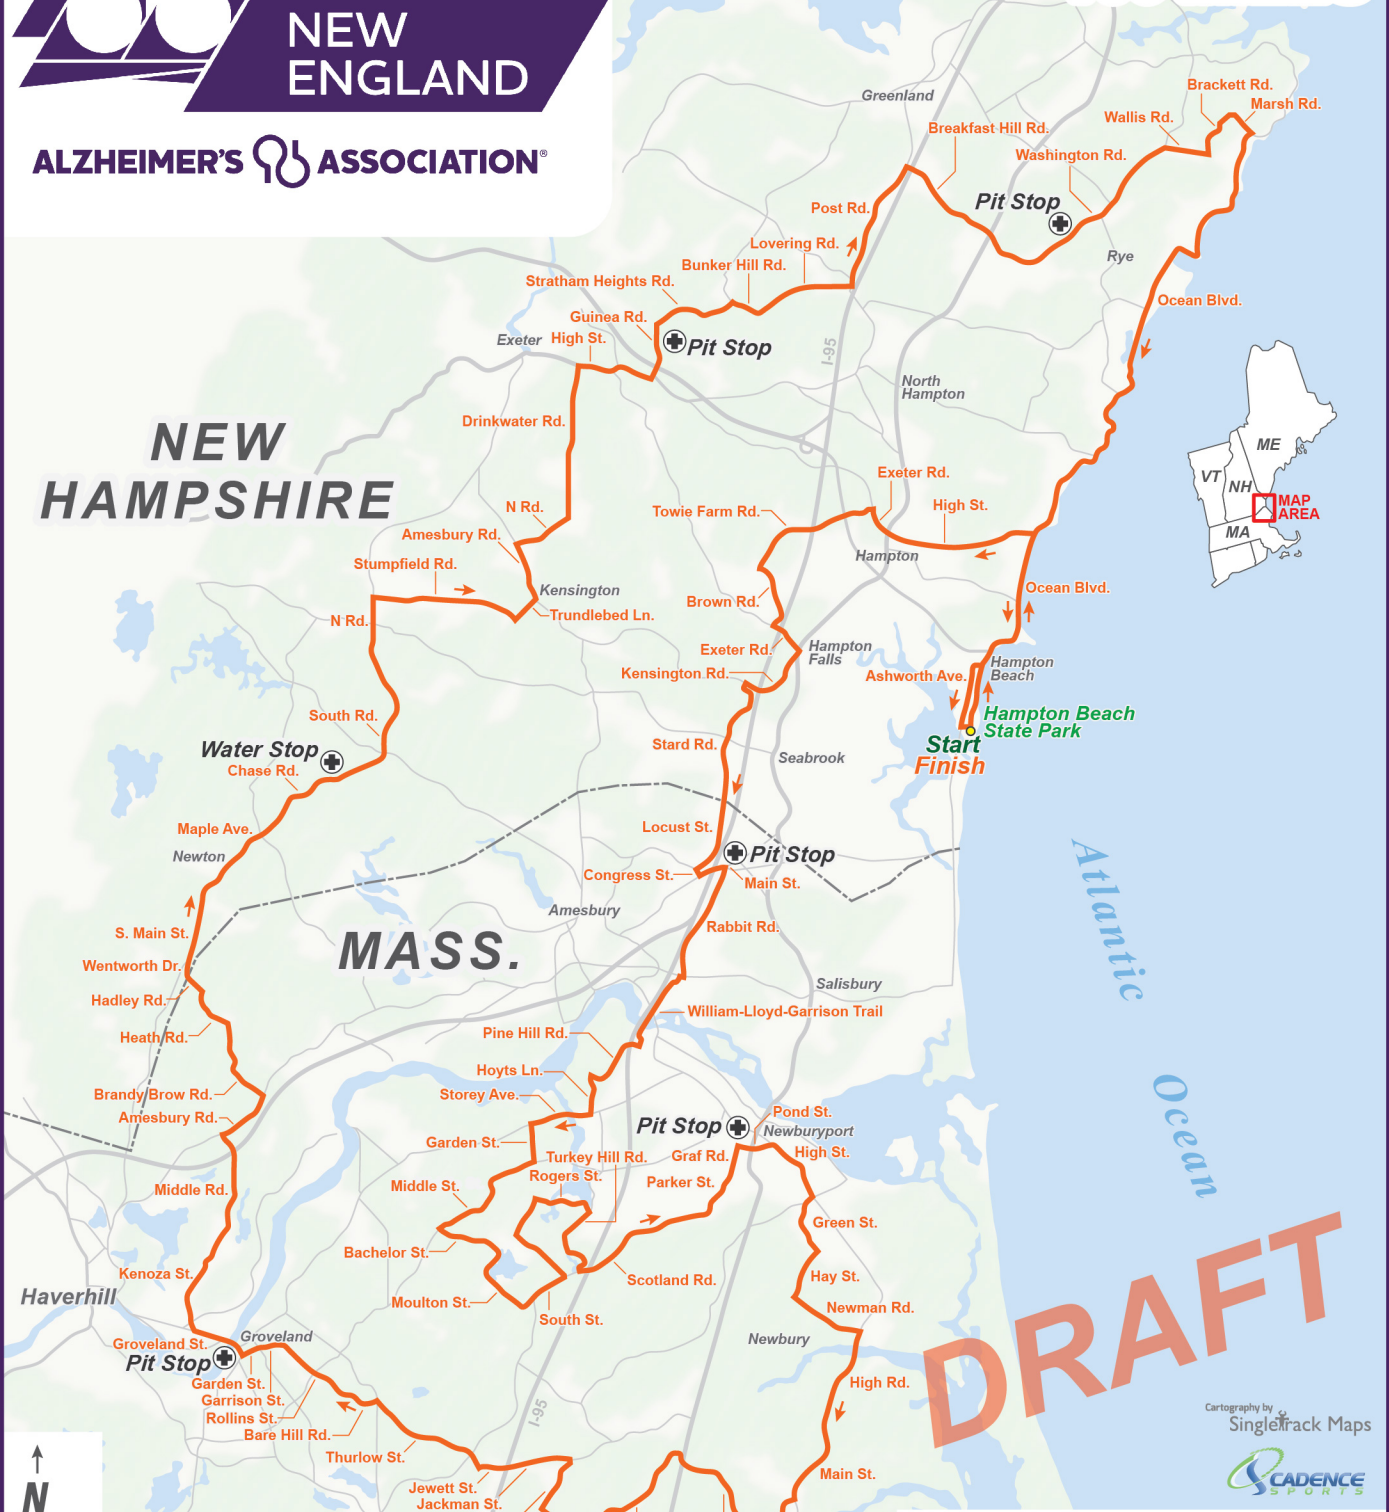 NEW
ENGLAND
ALZHEIMER'S ASSOCIATION®
Greenland
Brackett Rd.
Marsh Rd.
Wallis Rd.
Breakfast Hill Rd.
Washington Rd.
Pit Stop
Post Rd.
Lovering Rd.
Bunker Hill Rd.
Rye
Stratham Heights Rd.
Ocean Blvd.
Guinea Rd.
Exeter
High St.
Pit Stop
I-95
North
Hampton
Drinkwater Rd.
NEW
HAMPSHIRE
ME
VT
NH
MAP
AREA
MA
Exeter Rd.
High St.
N Rd.
Towie Farm Rd.
Amesbury Rd.
Hampton
Stumpfield Rd.
Kensington
Ocean Blvd.
Brown Rd.
N Rd.
Trundlebed Ln.
Exeter Rd.
Hampton
Falls
Kensington Rd.
Ashworth Ave.
Hampton
Beach
South Rd.
Hampton Beach
State Park
Stard Rd.
Start
Finish
Water Stop
Chase Rd.
Seabrook
Maple Ave.
Locust St.
Newton
Pit Stop
Congress St.
Main St.
Amesbury
Atlantic
Rabbit Rd.
S. Main St.
MASS.
Wentworth Dr.
Salisbury
Hadley Rd.
William-Lloyd-Garrison Trail
Heath Rd.
Pine Hill Rd.
Hoyts Ln.
Brandy Brow Rd.
Storey Ave.
Ocean
Amesbury Rd.
Pond St.
Pit Stop
Newburyport
Garden St.
Turkey Hill Rd.
Graf Rd.
High St.
Rogers St.
Middle Rd.
Middle St.
Parker St.
Green St.
Bachelor St.
Kenoza St.
Scotland Rd.
Hay St.
Haverhill
Moulton St.
Newman Rd.
South St.
DRAFT
Groveland
Newbury
Groveland St.
Pit Stop
Garden St.
High Rd.
Garrison St.
Rollins St.
I-95
Cartography by
SingleTrack Maps
Bare Hill Rd.
Thurlow St.
Main St.
Jewett St.
CADENCE
SPORTS
N
Jackman St.